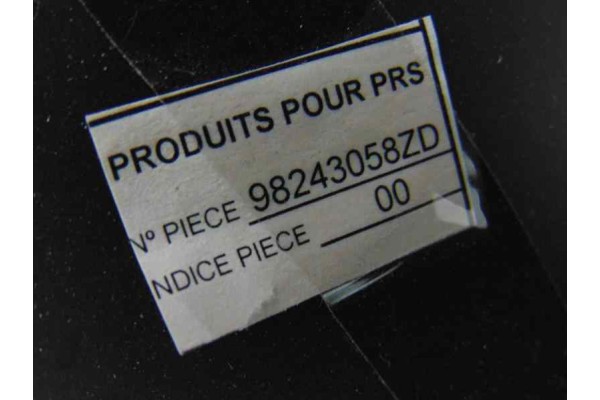 PRODUITS POUR PRS
Nº PIECE 98243058ZD
NDICE PIECE 00